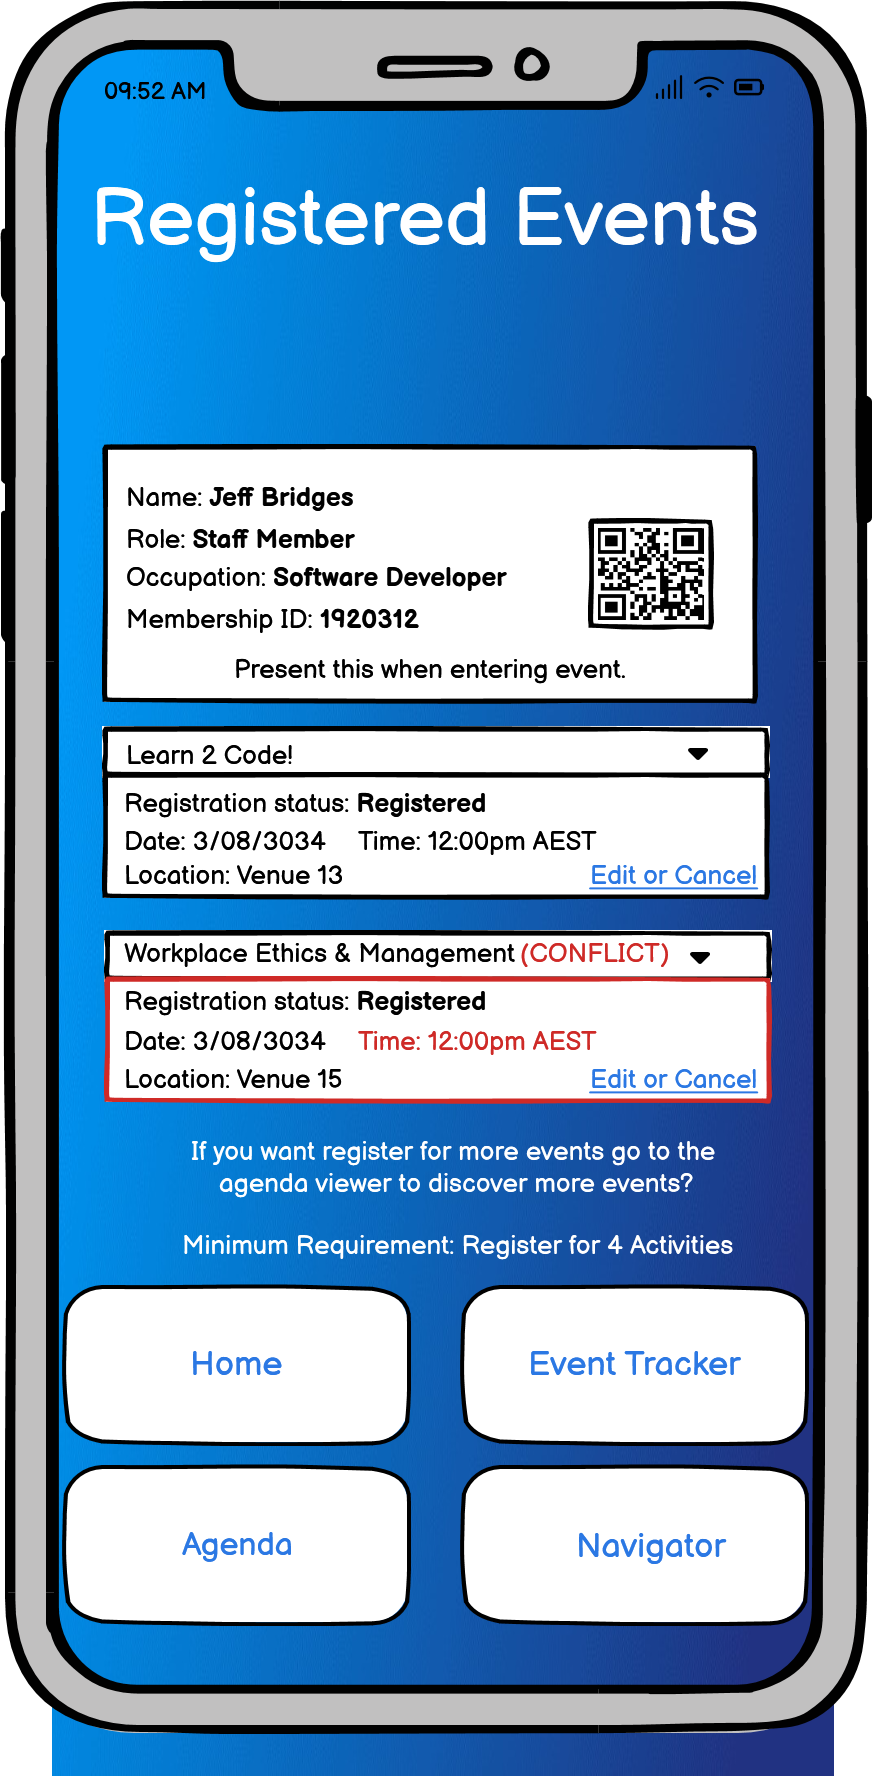 09:52 AM
Registered Events
Name: Jeff Bridges
Role: Staff Member
Occupation: Software Developer
Membership ID: 1920312
Present this when entering event.
Learn 2 Code!
Registration status: Registered
Date: 3/08/3034 Time: 12:00pm AEST
Location: Venue 13 Edit or Cancel
Workplace Ethics & Management (CONFLICT)
Registration status: Registered
Date: 3/08/3034 Time: 12:00pm AEST
Location: Venue 15 Edit or Cancel
If you want register for more events go to the
agenda viewer to discover more events?
Minimum Requirement: Register for 4 Activities
Home Event Tracker
Agenda Navigator